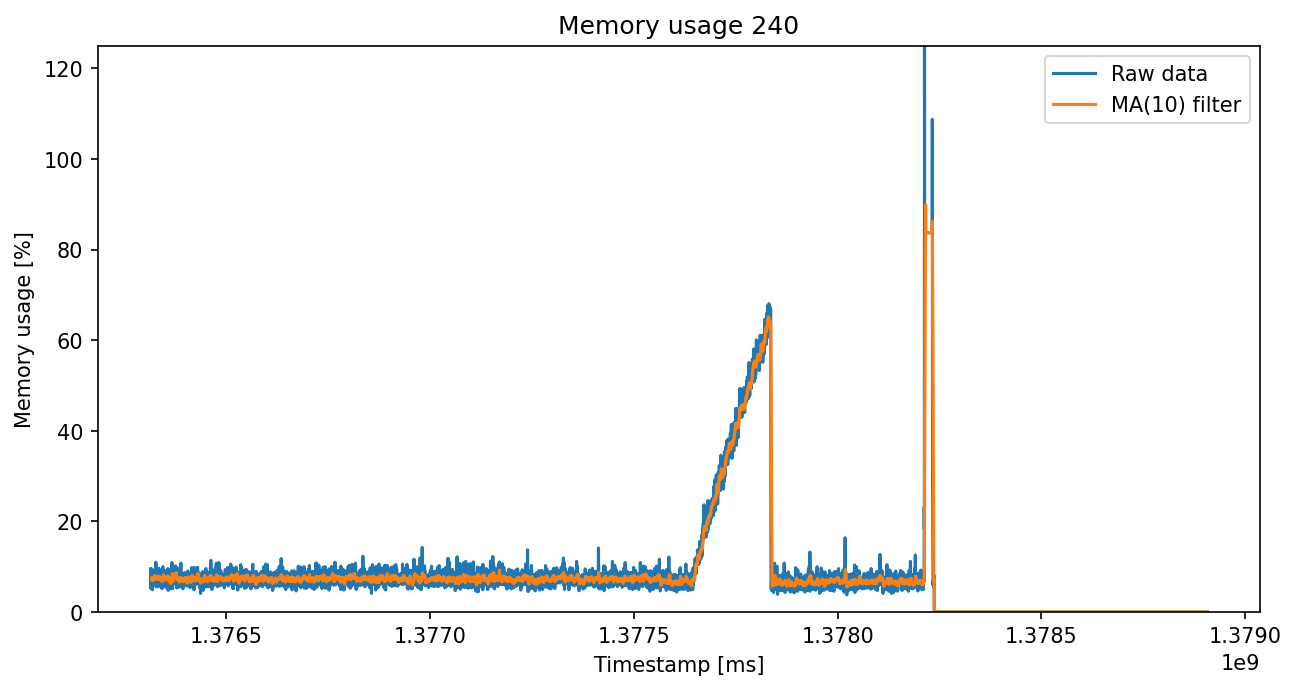 Memory usage 240
Raw data
MA(10) filter
Memory usage [%]
120
100
80
60
40
20
0
1.3765 1.3770 1.3775 1.3780 1.3785 1.3790
1e9
Timestamp [ms]